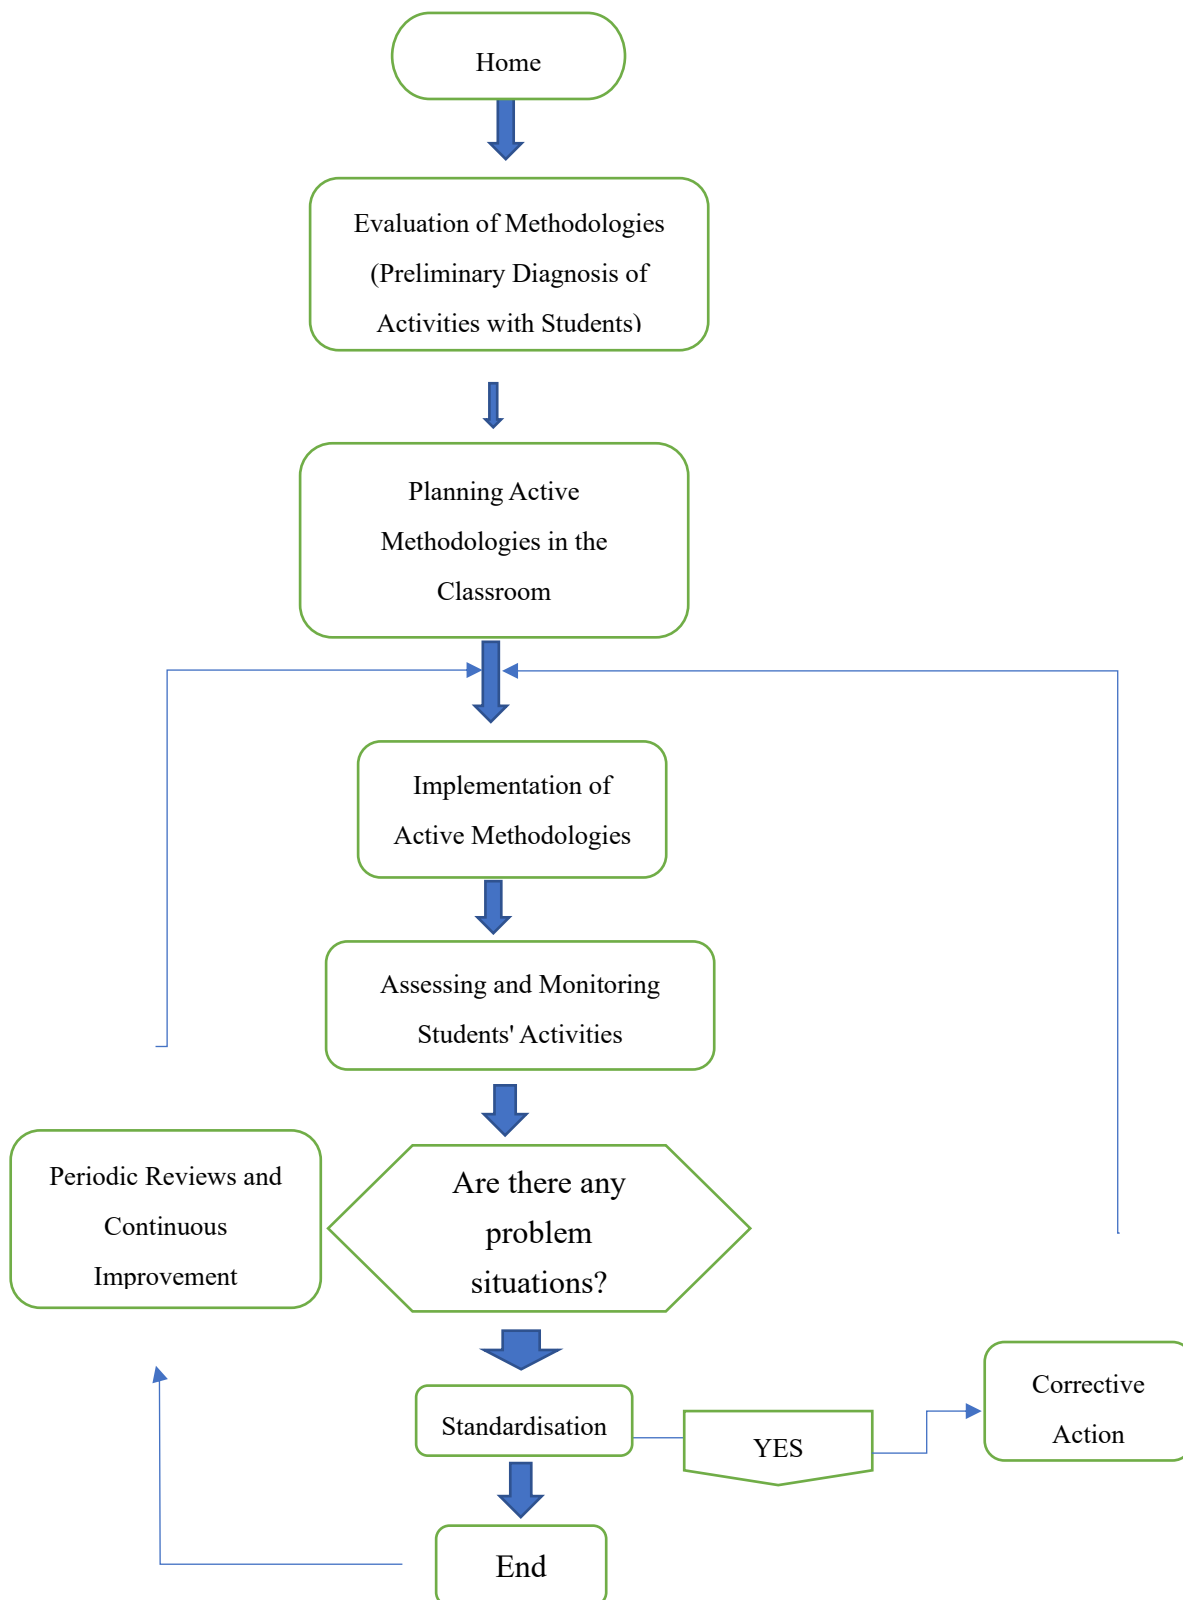 Home
Evaluation of Methodologies
(Preliminary Diagnosis of
Activities with Students)
Planning Active
Methodologies in the
Classroom
Implementation of
Active Methodologies
Assessing and Monitoring
Students' Activities
Periodic Reviews and
Continuous
Improvement
Are there any
problem
situations?
Standardisation
YES
Corrective
Action
End